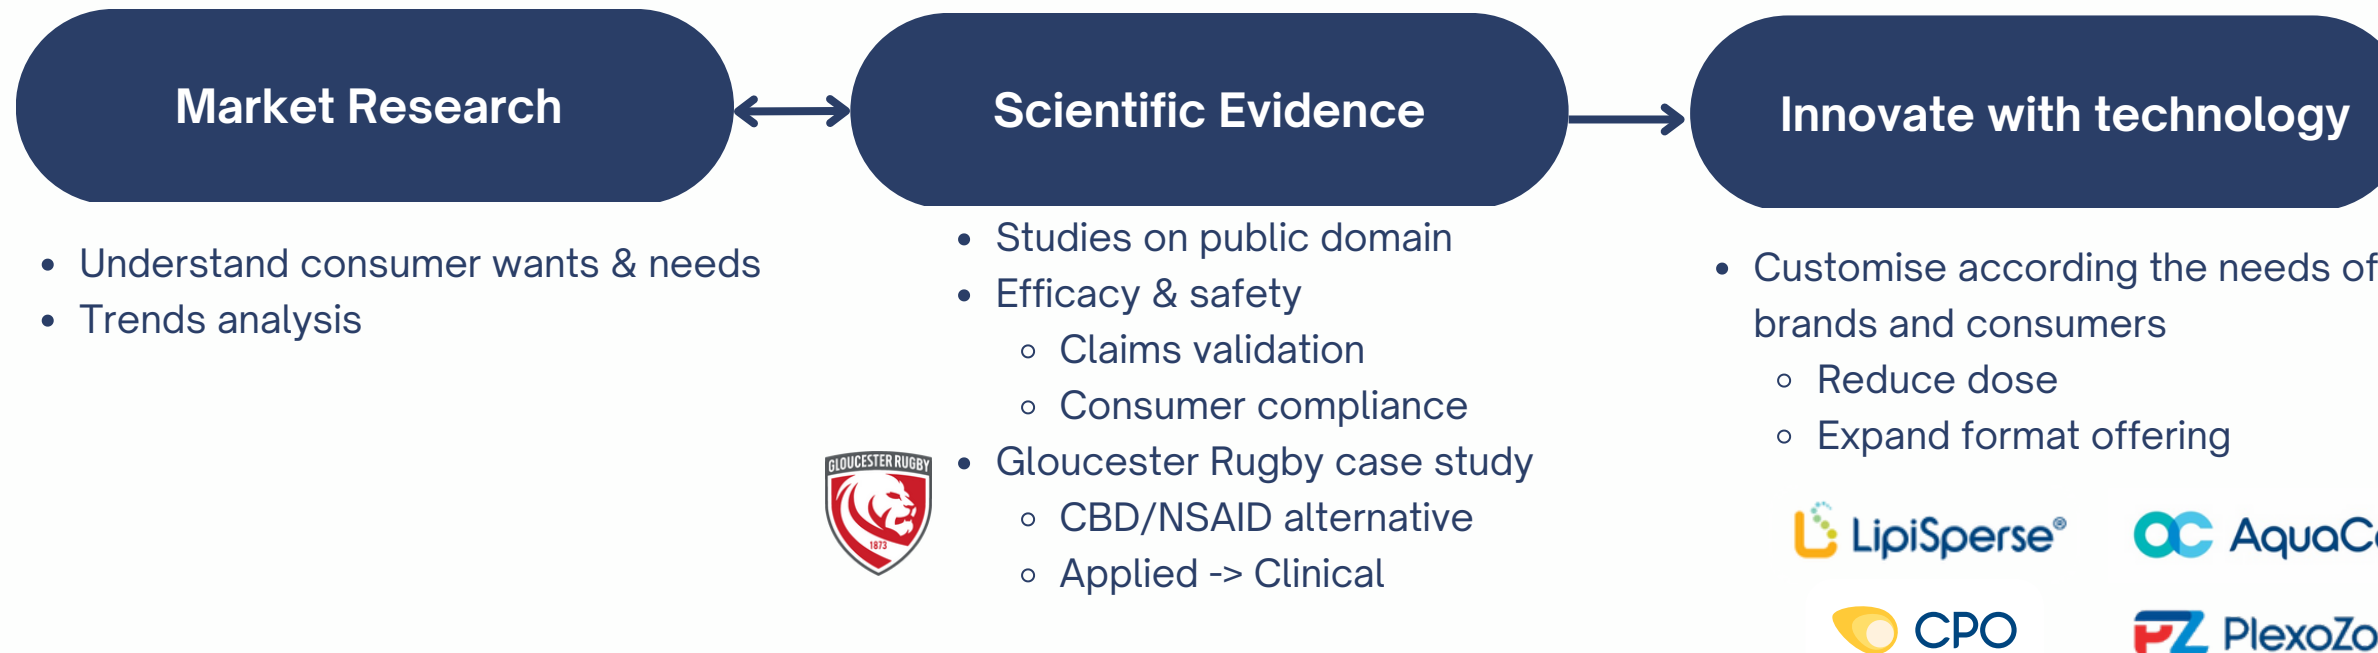 Market Research
Understand consumer wants & needs
Trends analysis
Scientific Evidence
Studies on public domain
Efficacy & safety
Claims validation
Consumer compliance
GLOUCESTER RUGBY
1873
Gloucester Rugby case study
CBD/NSAID alternative
Applied -> Clinical
Innovate with technology
Customise according the needs of
brands and consumers
Reduce dose
Expand format offering
LipiSperse®
CPO